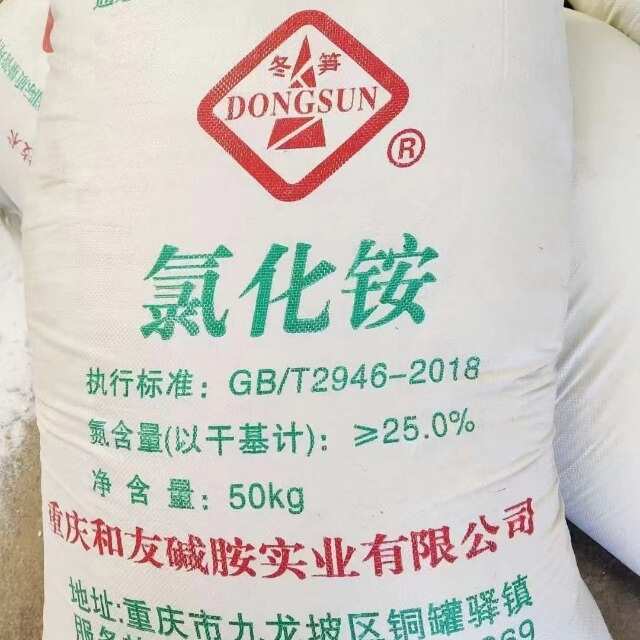 冬笋
DONGSUN
®
氯化铵
执行标准：GB/T2946-2018
氮含量(以干基计)：≥25.0%
净含量：50kg
重庆和友碱胺实业有限公司
地址:重庆市九龙坡区铜罐驿镇